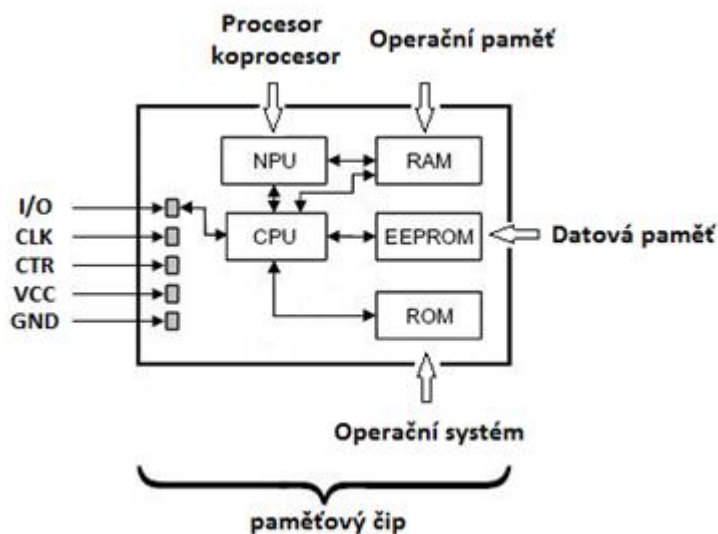 Procesor
koprocesor
Operační paměť
NPU
RAM
I/O
CLK
CTR
VCC
GND
CPU
EEPROM
Datová paměť
ROM
Operační systém
paměťový čip